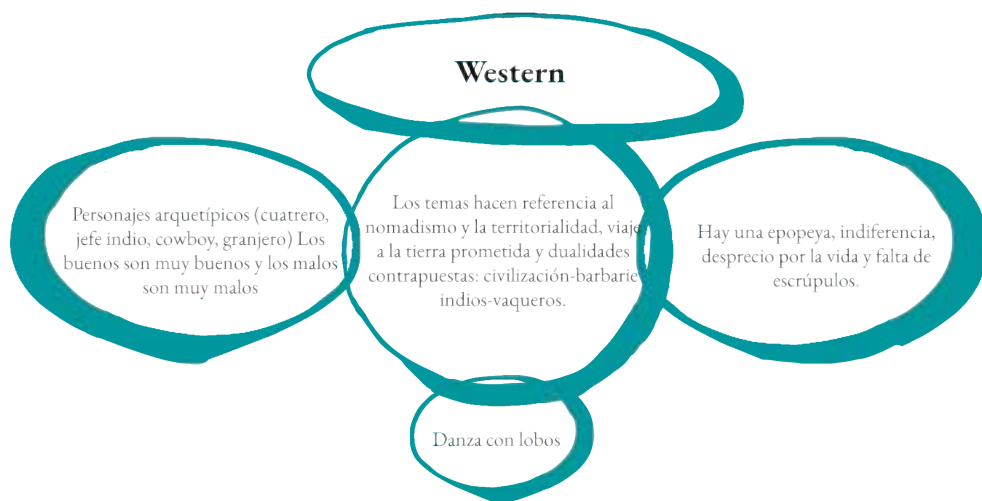 Western
Personajes arquetípicos (cuatrero,
jefe indio, cowboy, granjero) Los
buenos son muy buenos y los malos
son muy malos
Los temas hacen referencia al
nomadismo y la territorialidad, viaje
a la tierra prometida y dualidades
contrapuestas: civilización-barbarie
indios-vaqueros.
Hay una epopeya, indiferencia,
desprecio por la vida y falta de
escrúpulos.
Danza con lobos